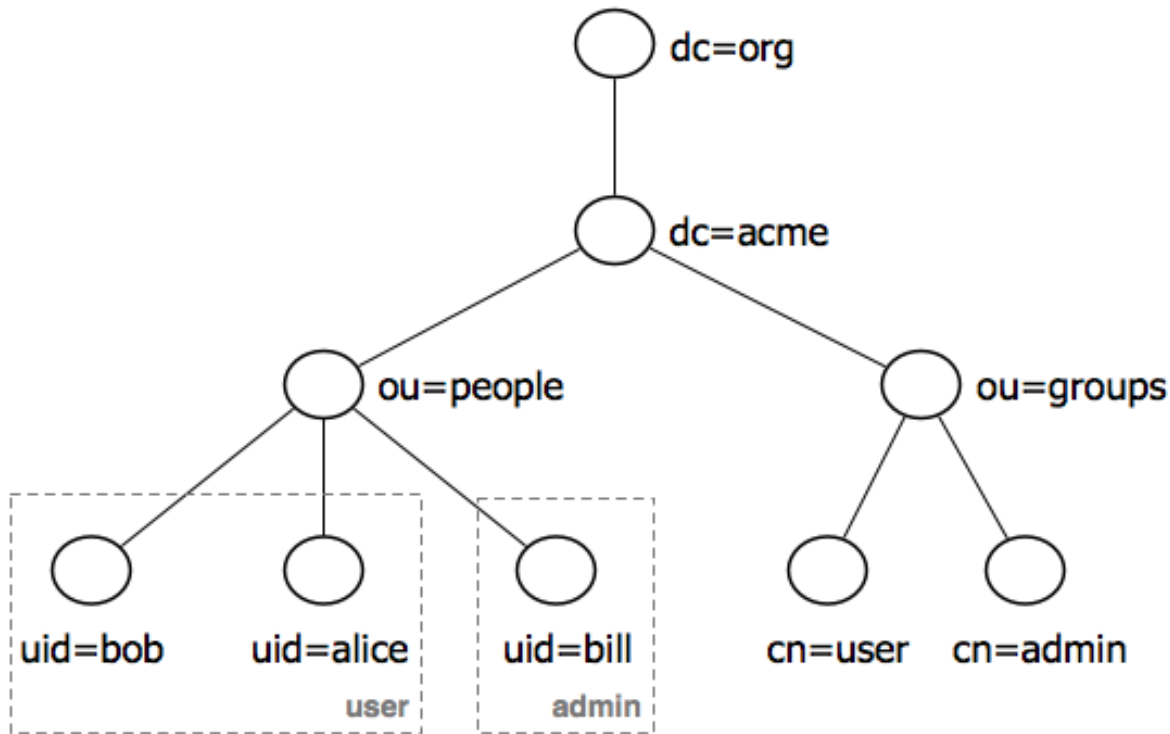 dc=org
dc=acme
ou=people
ou=groups
uid=bob
uid=alice
uid=bill
cn=user
cn=admin
user
admin